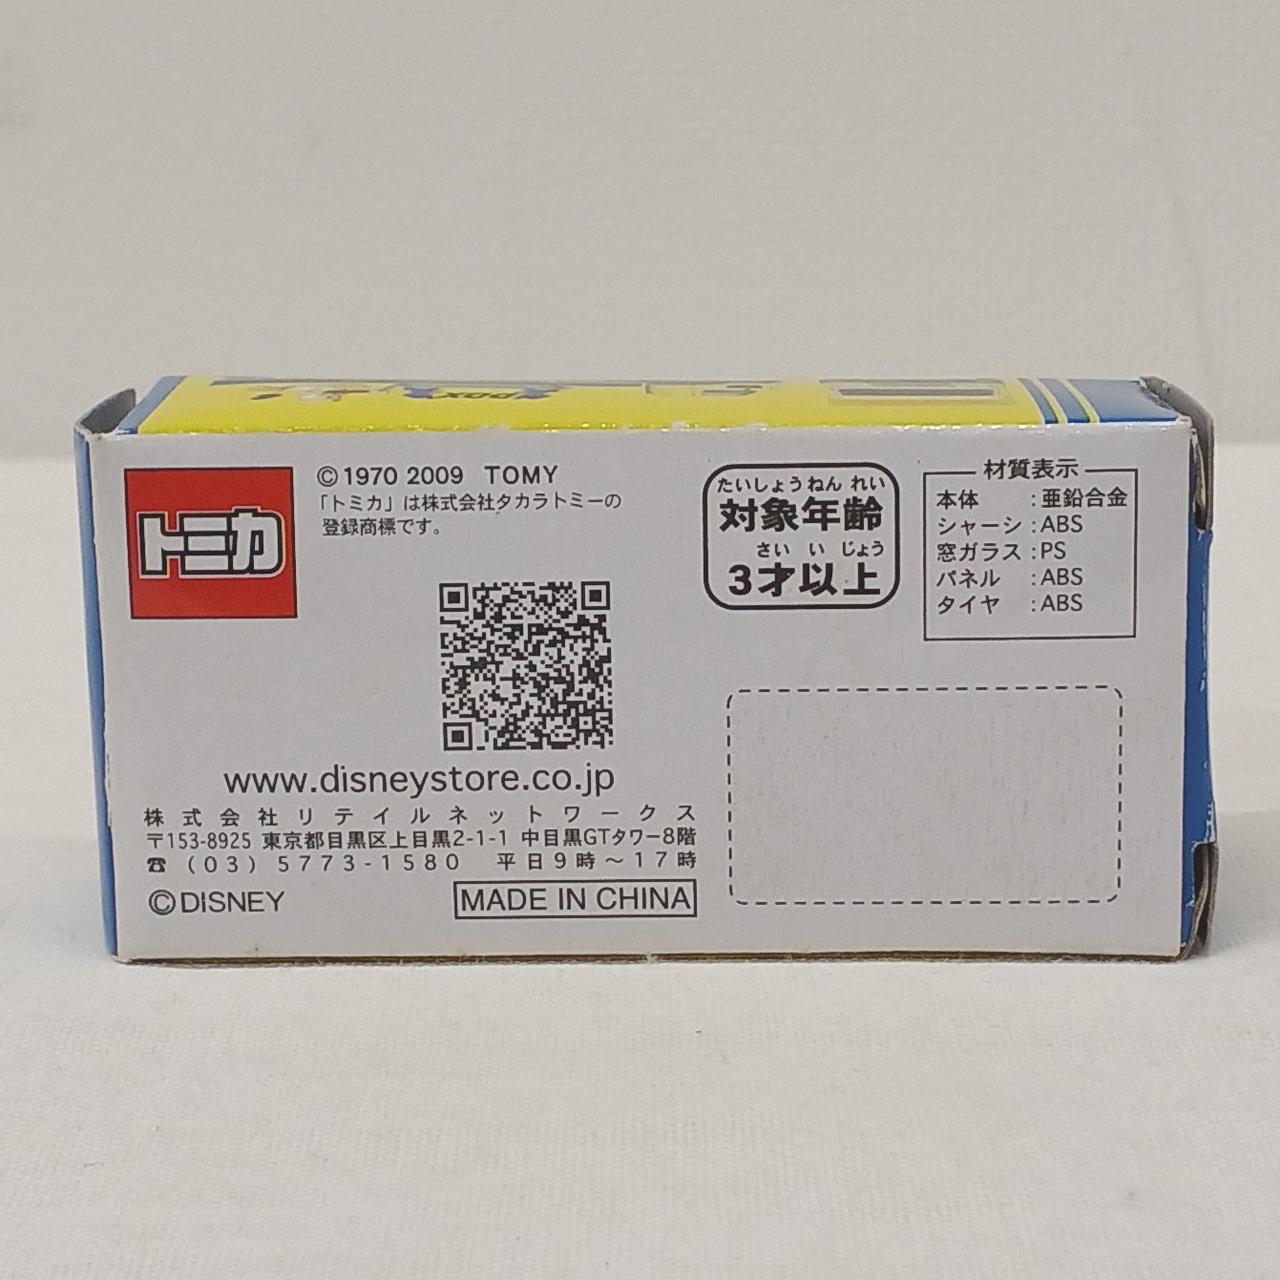 トミカ
©1970 2009 TOMY
「トミカ」は株式会社タカラトミーの
登録商標です。
たいしょうねんれい
対象年齢
さい い じょう
3才以上
材質表示
本体 :亜鉛合金
シャーシ :ABS
窓ガラス :PS
パネル :ABS
タイヤ :ABS
www.disneystore.co.jp
株式会社リテイルネットワークス
〒153-8925 東京都目黒区上目黒2-1-1 中目黒GTタワー8階
☎ (03) 5773-1580 平日9時~17時
©DISNEY
MADE IN CHINA